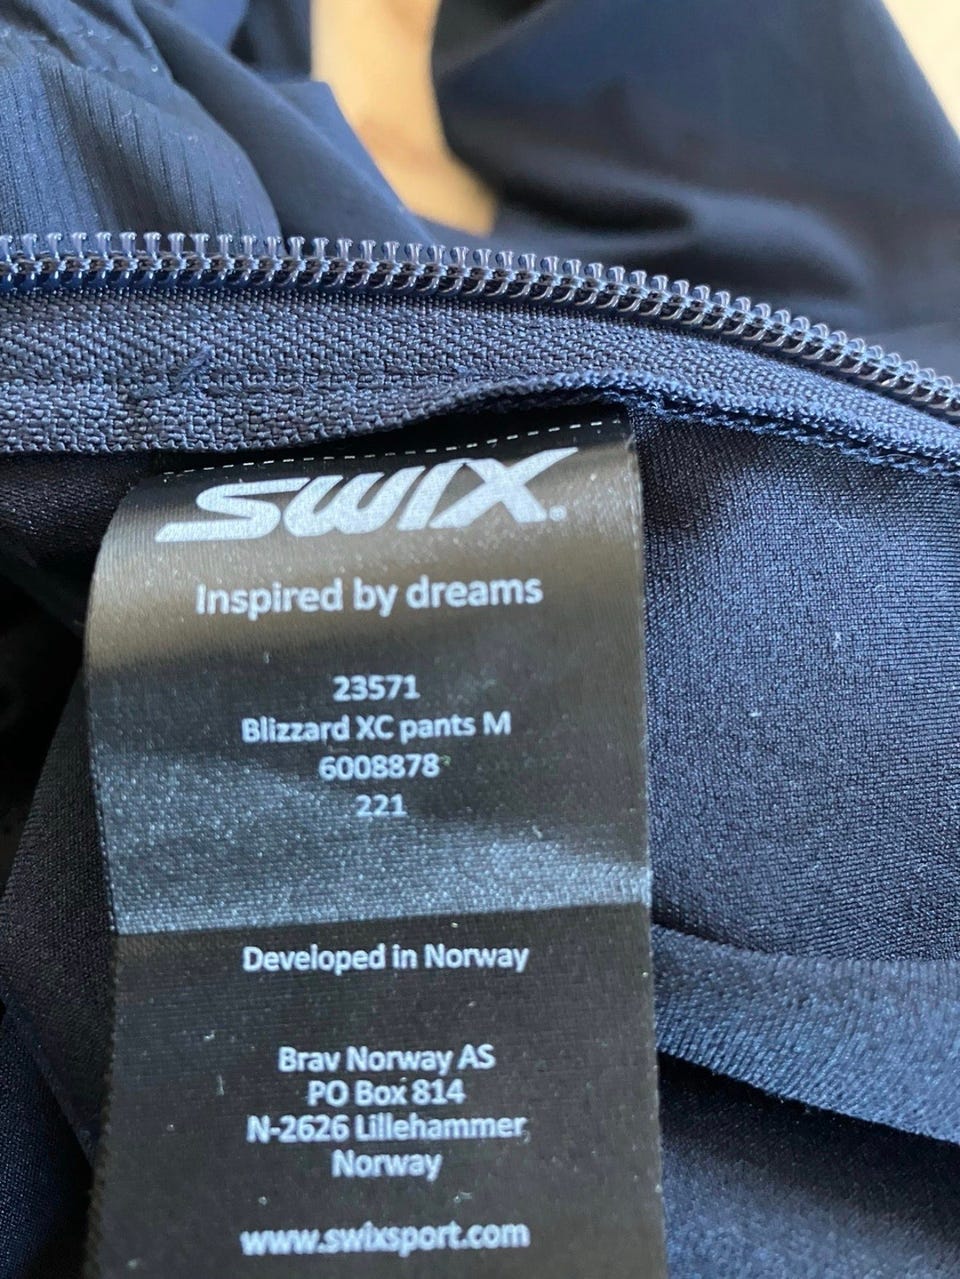 SWIX.
Inspired by dreams
23571
Blizzard XC pants M
6008878
221
Developed in Norway
Brav Norway AS
PO Box 814
N-2626 Lillehammer
Norway
www.swixsport.com